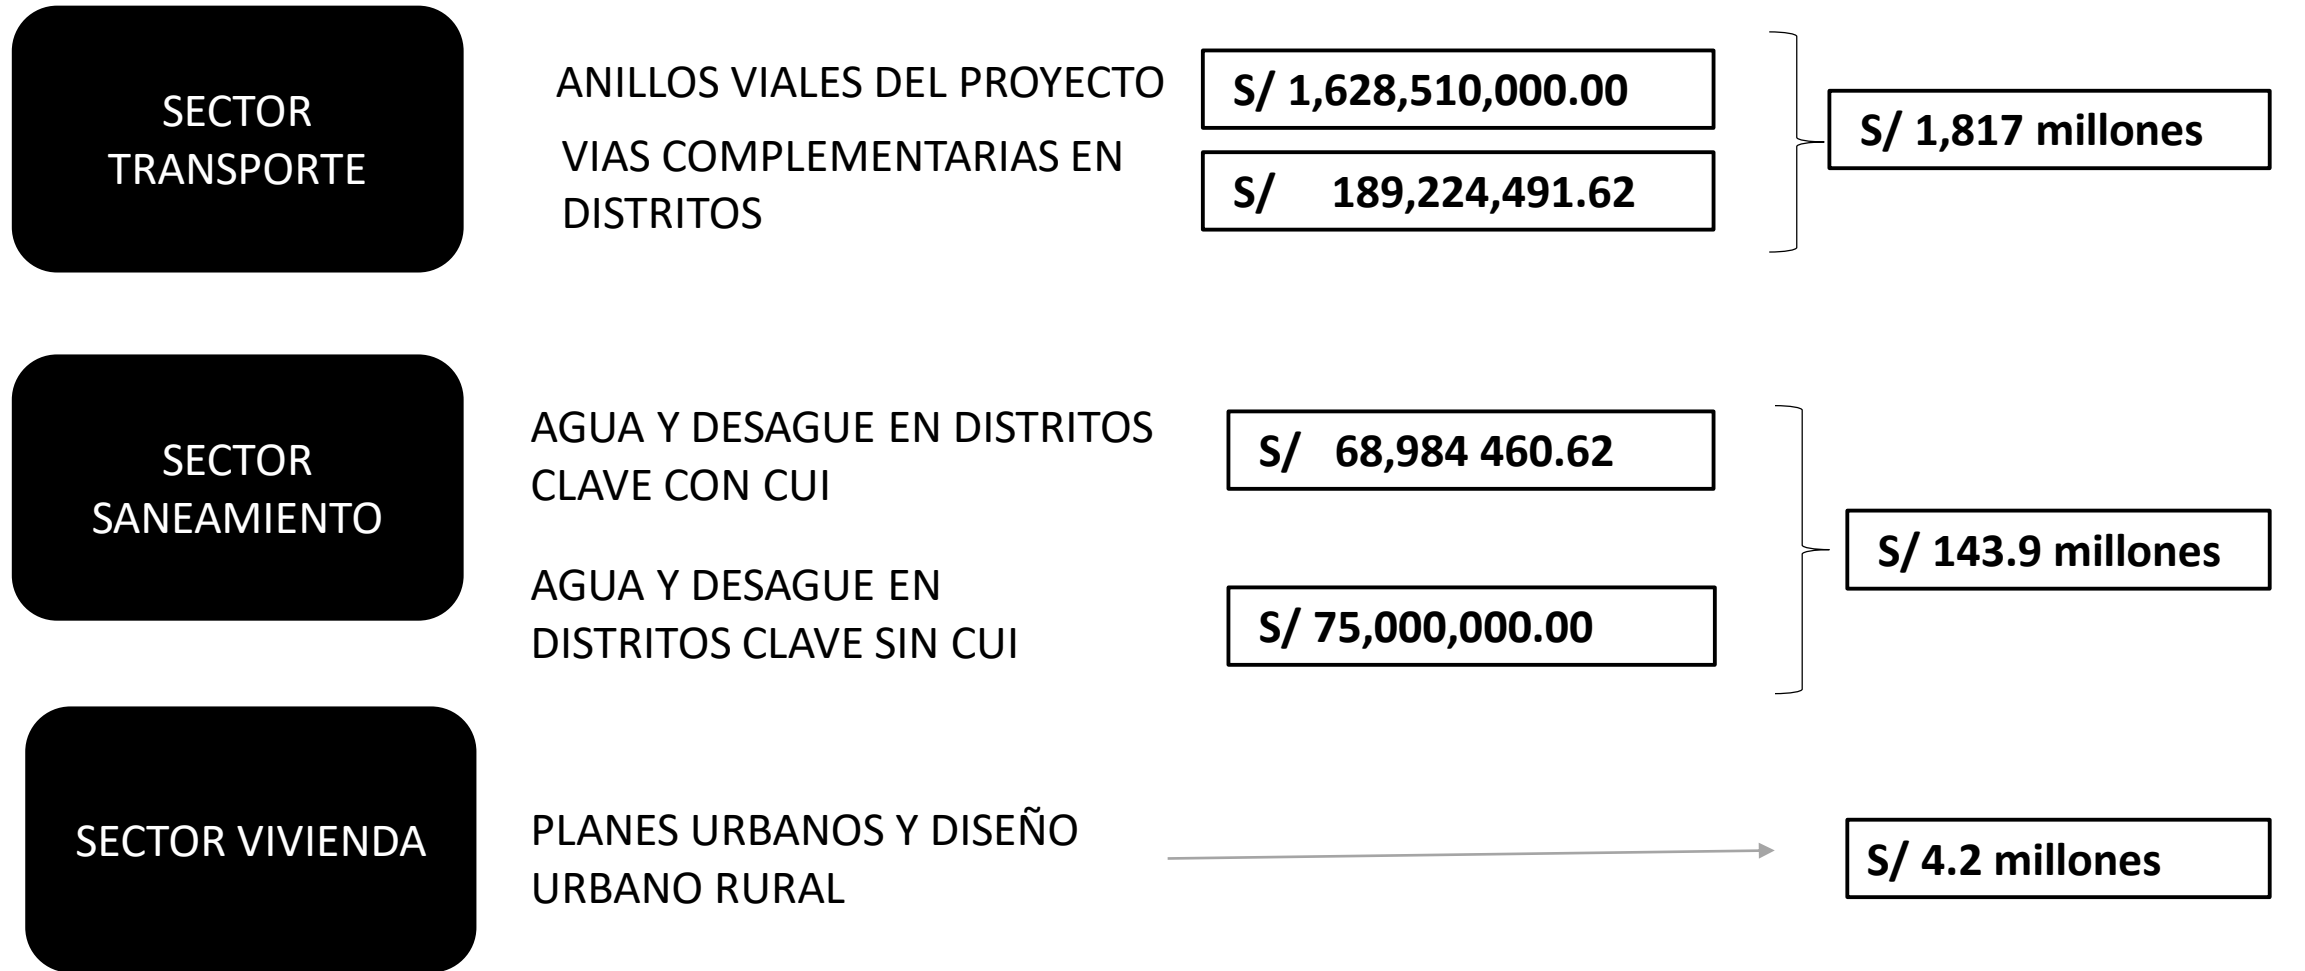 SECTOR
TRANSPORTE
ANILLOS VIALES DEL PROYECTO
S/ 1,628,510,000.00
VIAS COMPLEMENTARIAS EN
DISTRITOS
S/ 189,224,491.62
S/ 1,817 millones
SECTOR
SANEAMIENTO
AGUA Y DESAGUE EN DISTRITOS
CLAVE CON CUI
S/ 68,984 460.62
AGUA Y DESAGUE EN
DISTRITOS CLAVE SIN CUI
S/ 75,000,000.00
S/ 143.9 millones
SECTOR VIVIENDA
PLANES URBANOS Y DISEÑO
URBANO RURAL
S/ 4.2 millones